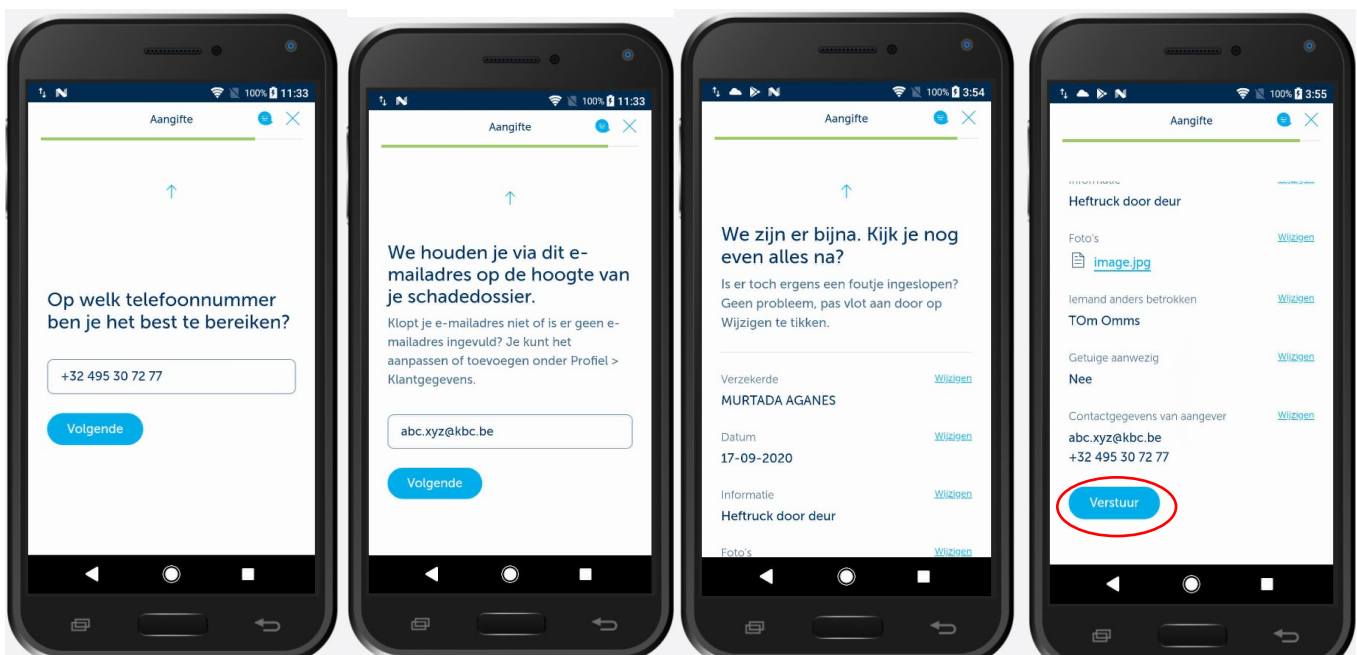 100% 11:33
Aangifte
Op welk telefoonnummer
ben je het best te bereiken?
+32 495 30 72 77
Volgende
100% 11:33
Aangifte
We houden je via dit e-
mailadres op de hoogte van
je schadedossier.
Klopt je e-mailadres niet of is er geen e-
mailadres ingevuld? Je kunt het
aanpassen of toevoegen onder Profiel >
Klantgegevens.
abc.xyz@kbc.be
Volgende
100% 3:54
Aangifte
We zijn er bijna. Kijk je nog
even alles na?
Is er toch ergens een foutje ingeslopen?
Geen probleem, pas vlot aan door op
Wijzigen te tikken.
Verzekerde Wijzigen
MURTADA AGANES
Datum Wijzigen
17-09-2020
Informatie Wijzigen
Heftruck door deur
Foto's Wijzigen
100% 3:55
Aangifte
Heftruck door deur
Foto's Wijzigen
image.jpg
Iemand anders betrokken Wijzigen
TOm Omms
Getuige aanwezig Wijzigen
Nee
Contactgegevens van aangever Wijzigen
abc.xyz@kbc.be
+32 495 30 72 77
Verstuur